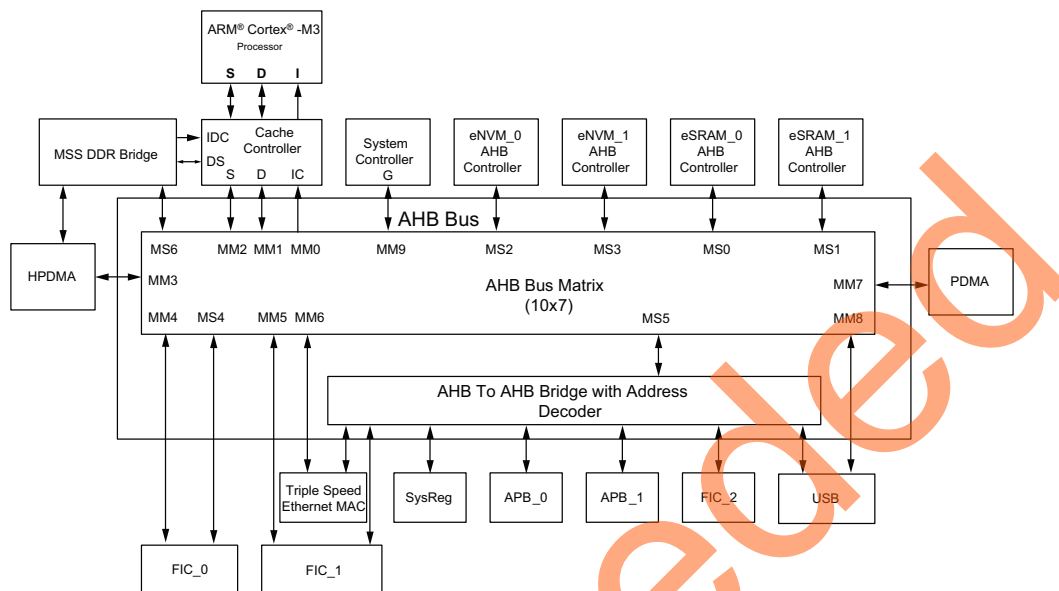 ARM® Cortex® -M3
Processor
S D I
MSS DDR Bridge
IDC
Cache
Controller
DS
S D IC
System
Controller
G
eNVM_0
AHB
Controller
eNVM_1
AHB
Controller
eSRAM_0
AHB
Controller
eSRAM_1
AHB
Controller
AHB Bus
MS6 MM2 MM1 MM0 MM9 MS2 MS3 MS0 MS1
HPDMA
MM3
AHB Bus Matrix
(10x7)
MM7
PDMA
MM4 MS4 MM5 MM6 MS5 MM8
AHB To AHB Bridge with Address
Decoder
Triple Speed
Ethernet MAC
SysReg
APB_0
APB_1
FIC_2
USB
FIC_0
FIC_1
eded